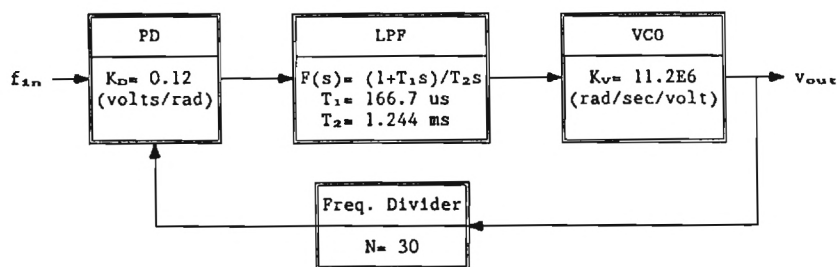 PD
LPF
VCO
f_in
K_D= 0.12
(volts/rad)
F(s)= (1+T₁s)/T₂s
T₁= 166.7 us
T₂= 1.244 ms
K_V= 11.2E6
(rad/sec/volt)
V_out
Freq. Divider
N= 30